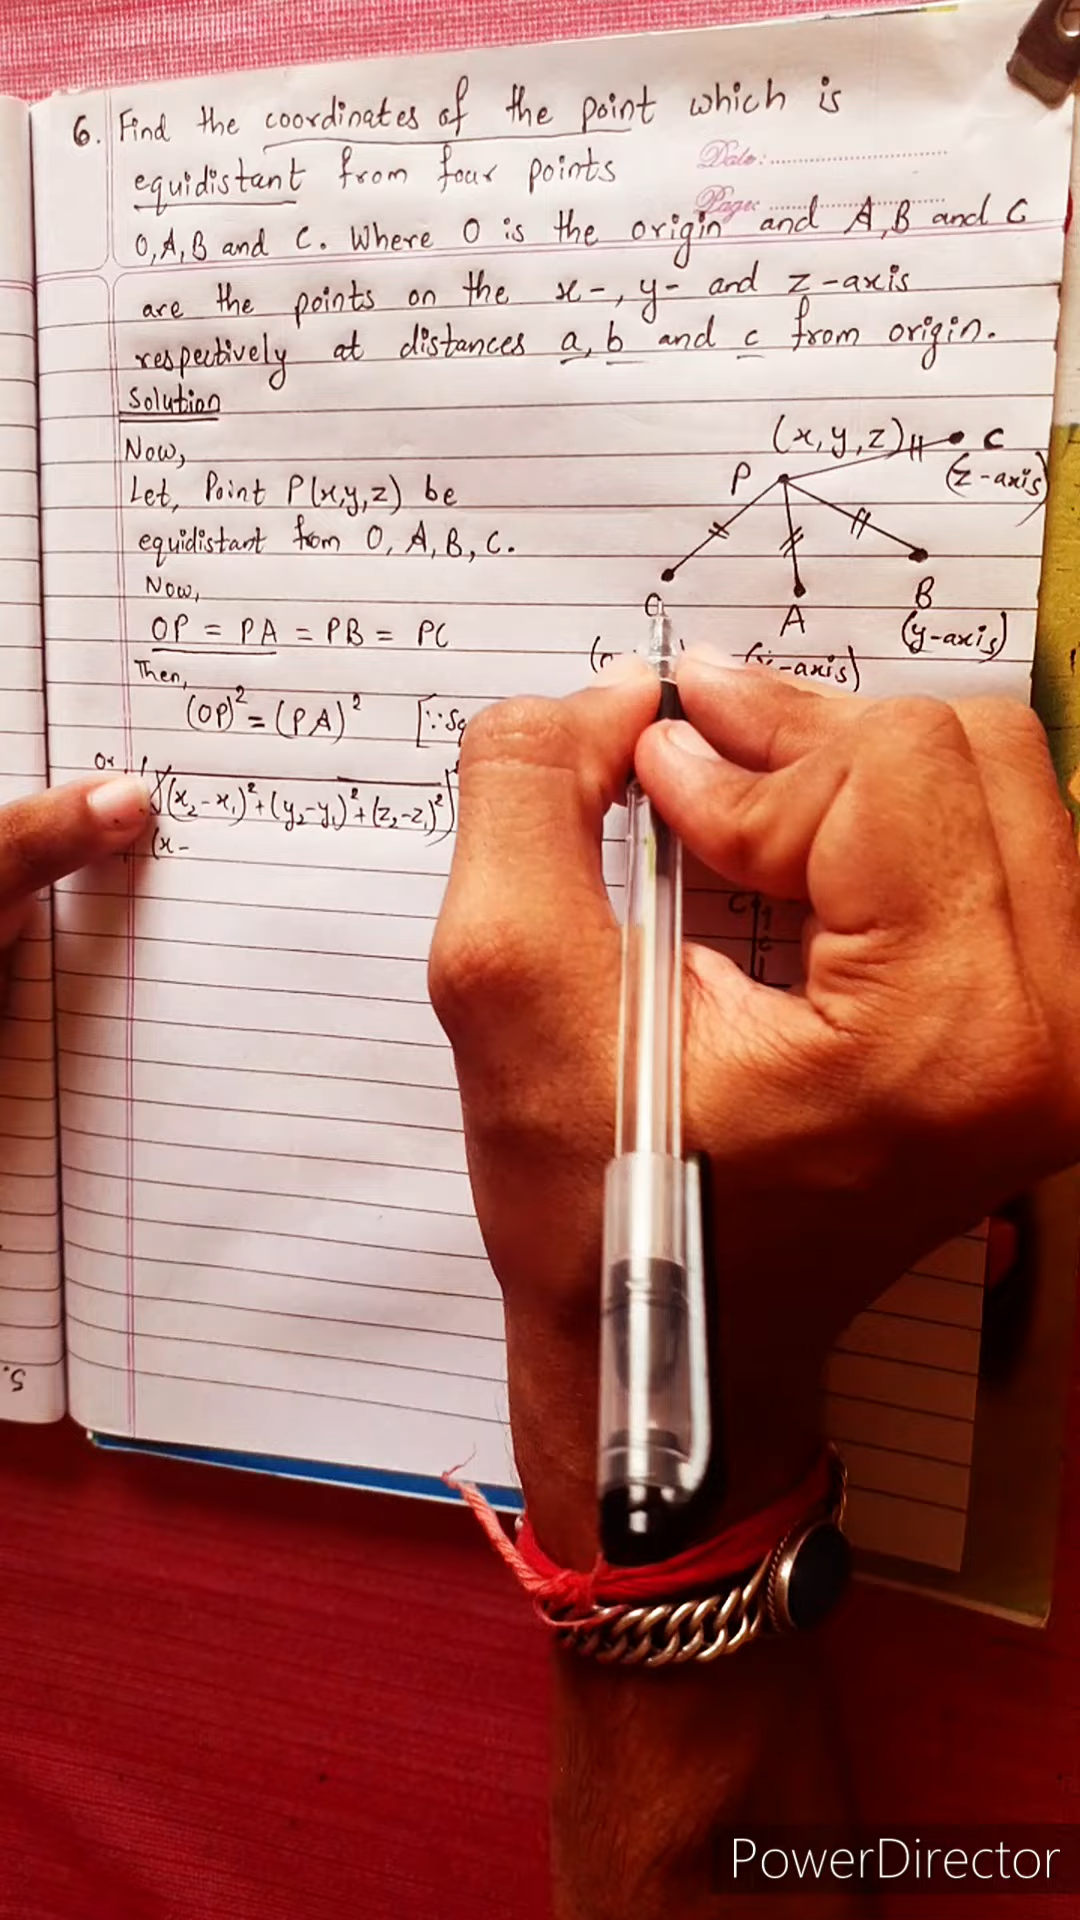 6. Find the coordinates of the point which is
Date:
equidistant from four points
Page:
O,A,B and C. Where O is the origin and A,B and C
are the points on the x-, y- and z-axis
respectively at distances a, b and c from origin.
Solution
(x,y,z) C
Now,
P (z-axis)
Let, Point P(x,y,z) be
equidistant from O, A, B, C.
Now,
O A B
OP = PA = PB = PC
(y-axis)
-axis)
Then,
(OP)² = (PA)² [∵ Sq
Or
√(x₂-x₁)²+(y₂-y₁)²+(z₂-z₁)²
(x-
C
c
5.
PowerDirector